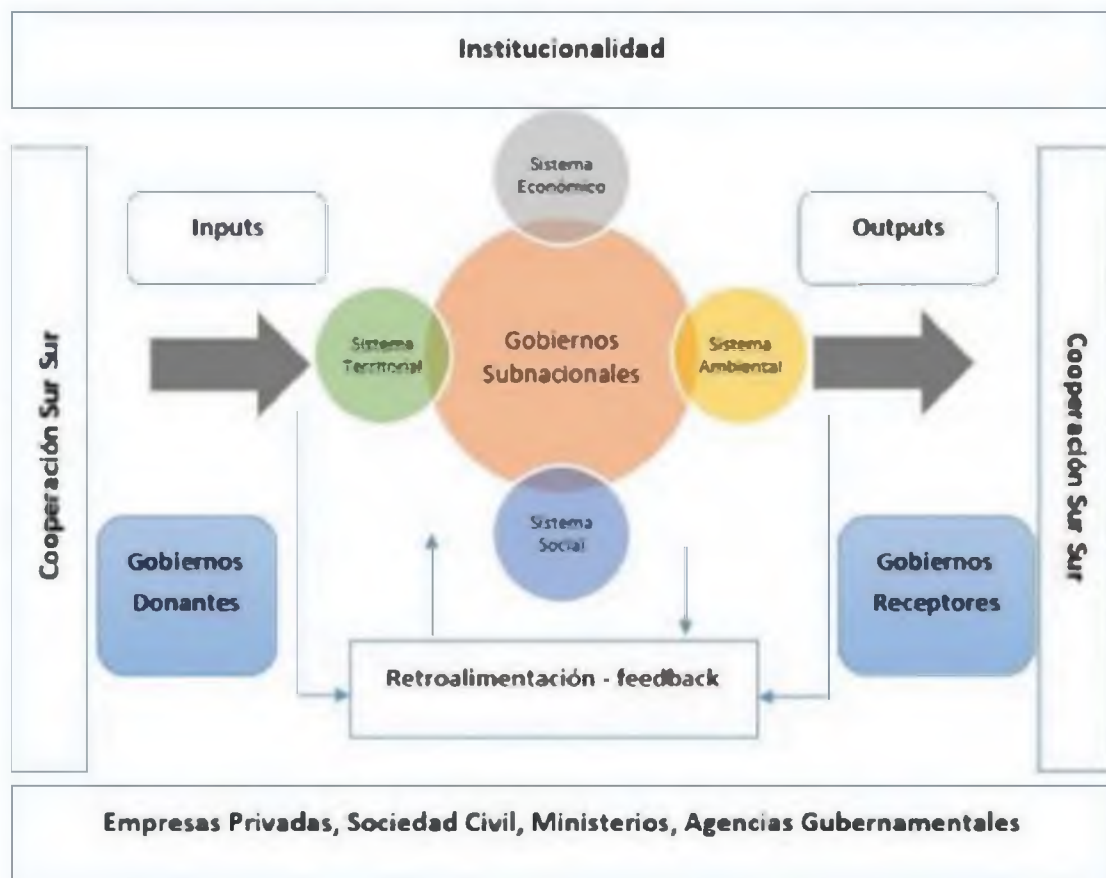 Institucionalidad
Sistema
Económico
Inputs
Outputs
Sistema
Territorial
Gobiernos
Subnacionales
Sistema
Ambiental
Cooperación Sur Sur
Cooperación Sur Sur
Sistema
Social
Gobiernos
Donantes
Gobiernos
Receptores
Retroalimentación - feedback
Empresas Privadas, Sociedad Civil, Ministerios, Agencias Gubernamentales